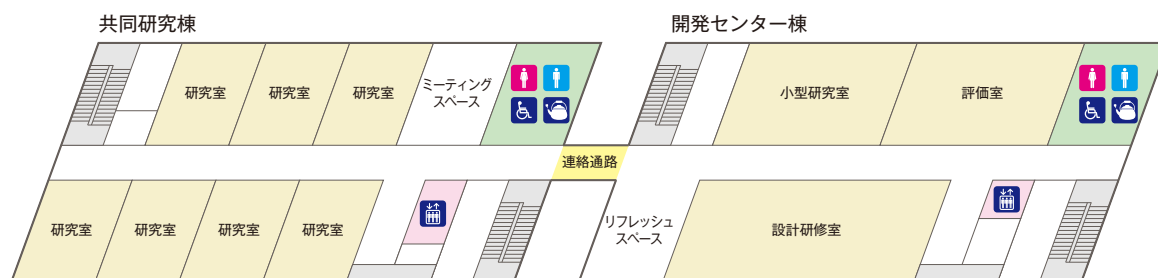 共同研究棟
開発センター棟
研究室
研究室
研究室
ミーティング
スペース
小型研究室
評価室
連絡通路
研究室
研究室
研究室
研究室
リフレッシュ
スペース
設計研修室